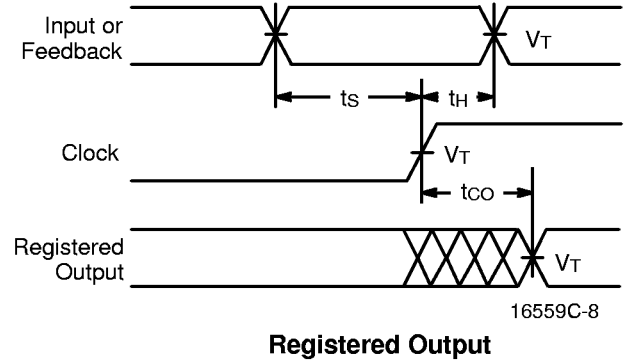 Input or
Feedback
VT
tS
tH
Clock
VT
tCO
Registered
Output
VT
16559C-8
Registered Output